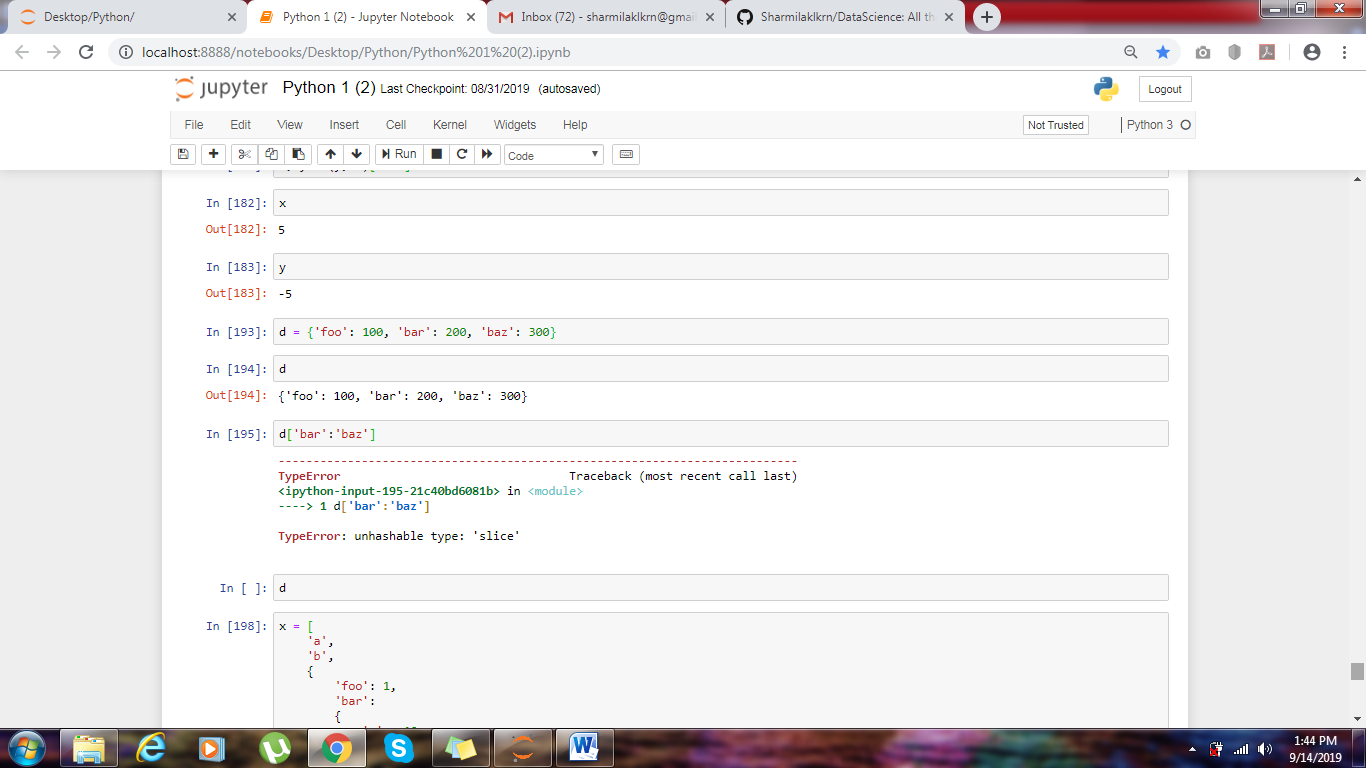 Desktop/Python/
Python 1 (2) - Jupyter Notebook
Inbox (72) - sharmilaklkrn@gmai
Sharmilaklkrn/DataScience: All th
localhost:8888/notebooks/Desktop/Python/Python%201%20(2).ipynb
jupyter Python 1 (2) Last Checkpoint: 08/31/2019 (autosaved)
Logout
File Edit View Insert Cell Kernel Widgets Help
Not Trusted
Python 3
Run
Code
In [182]: x
Out[182]: 5
In [183]: y
Out[183]: -5
In [193]: d = {'foo': 100, 'bar': 200, 'baz': 300}
In [194]: d
Out[194]: {'foo': 100, 'bar': 200, 'baz': 300}
In [195]: d['bar':'baz']
---------------------------------------------------------------------------
TypeError Traceback (most recent call last)
<ipython-input-195-21c40bd6081b> in <module>
----> 1 d['bar':'baz']
TypeError: unhashable type: 'slice'
In [ ]: d
In [198]: x = [
'a',
'b',
{
'foo': 1,
'bar':
{
1:44 PM
9/14/2019